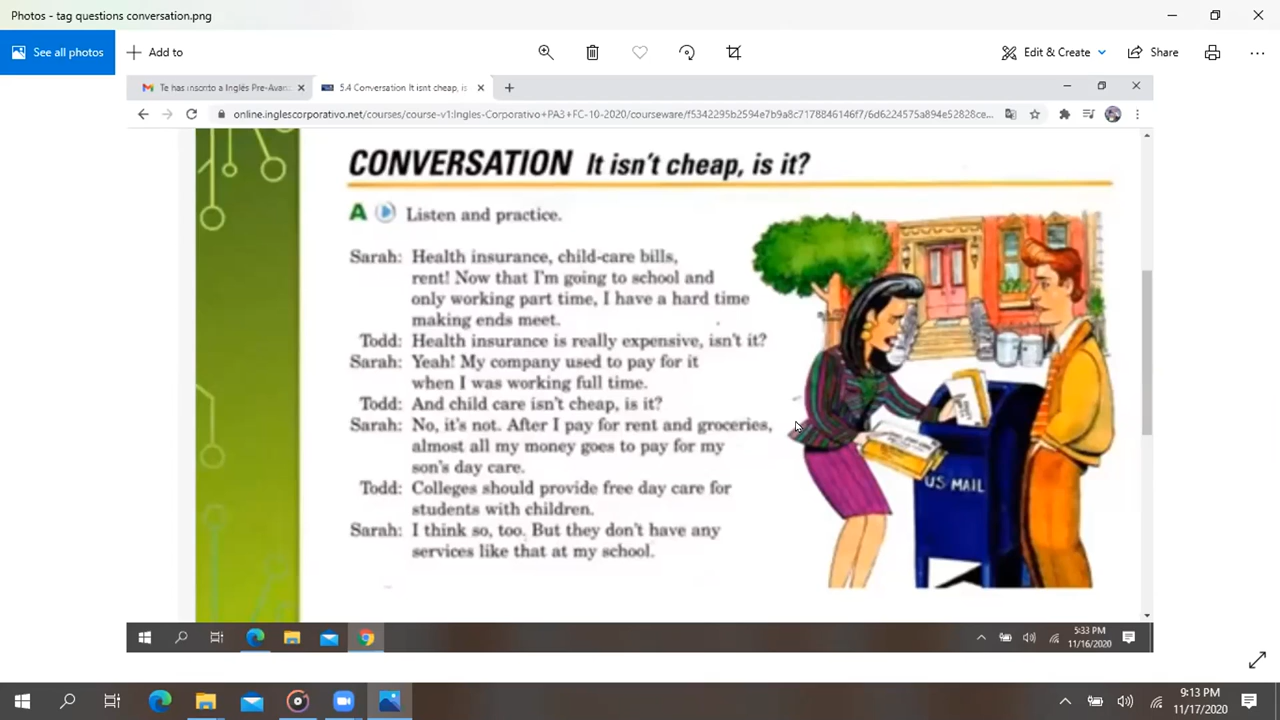 Photos - tag questions conversation.png
See all photos
Add to
Edit & Create
Share
Te has inscrito a Inglés Pre-Avan
5.4 Conversation It isnt cheap, is
online.inglescorporativo.net/courses/course-v1:Ingles-Corporativo+PA3+FC-10-2020/courseware/f5342295b2594e7b9a8c7178846146f7/6d6224575a894e52828ce...
CONVERSATION It isn't cheap, is it?
A Listen and practice.
Sarah: Health insurance, child-care bills,
rent! Now that I'm going to school and
only working part time, I have a hard time
making ends meet.
Todd: Health insurance is really expensive, isn't it?
Sarah: Yeah! My company used to pay for it
when I was working full time.
Todd: And child care isn't cheap, is it?
Sarah: No, it's not. After I pay for rent and groceries,
almost all my money goes to pay for my
son's day care.
Todd: Colleges should provide free day care for
students with children.
Sarah: I think so, too. But they don't have any
services like that at my school.
US MAIL
5:33 PM
11/16/2020
9:13 PM
11/17/2020